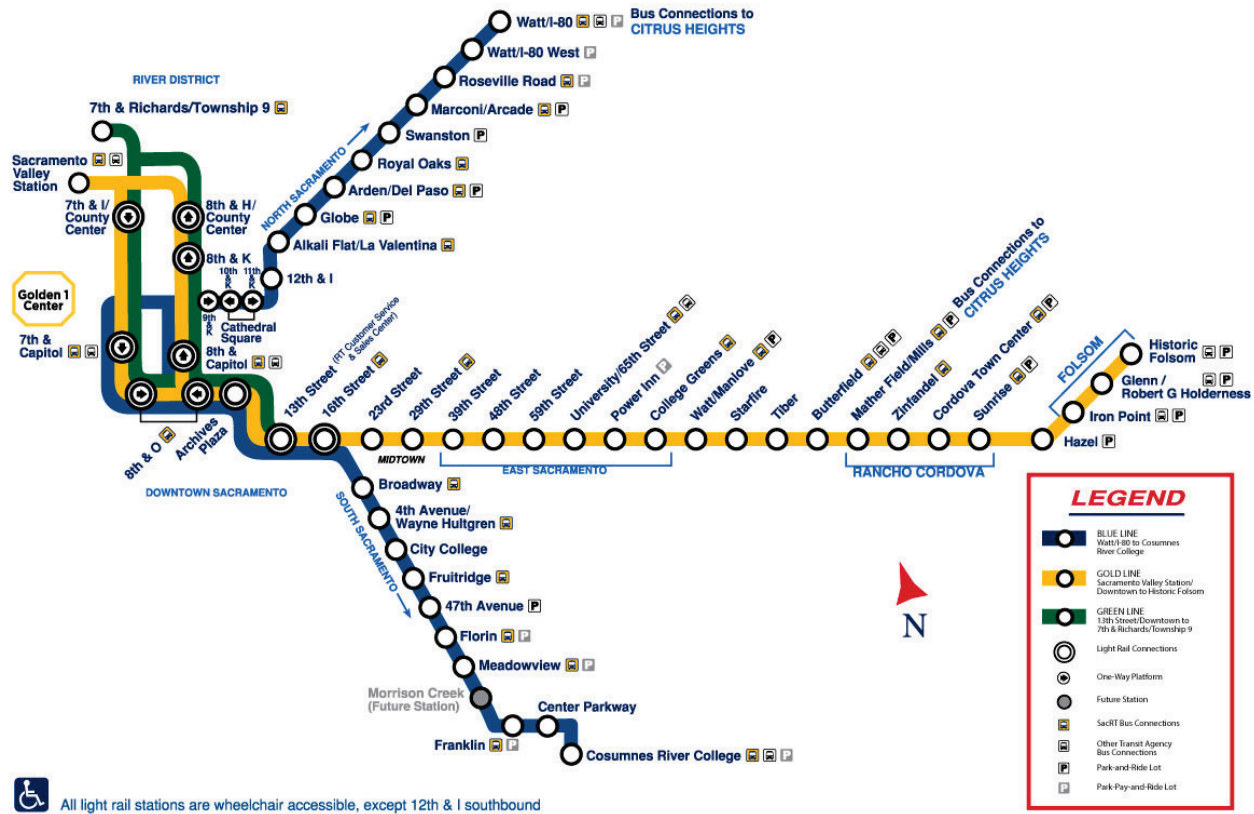 Watt/I-80
Bus Connections to
CITRUS HEIGHTS
Watt/I-80 West
Roseville Road
Marconi/Arcade
Swanston
Royal Oaks
Arden/Del Paso
Globe
Alkali Flat/La Valentina
12th & I
NORTH SACRAMENTO
RIVER DISTRICT
7th & Richards/Township 9
Sacramento
Valley
Station
7th & I/
County
Center
8th & H/
County
Center
8th & K
9th
& K
10th
& K
11th
& K
Cathedral
Square
Golden 1
Center
7th &
Capitol
8th &
Capitol
8th & O
Archives
Plaza
DOWNTOWN SACRAMENTO
13th Street (RT Customer Service
& Sales Center)
16th Street
23rd Street
29th Street
39th Street
48th Street
59th Street
University/65th Street
Power Inn
College Greens
Watt/Manlove
Starfire
Tiber
Butterfield
Mather Field/Mills
Bus Connections to
CITRUS HEIGHTS
Zinfandel
Cordova Town Center
Sunrise
MIDTOWN
EAST SACRAMENTO
RANCHO CORDOVA
FOLSOM
Historic
Folsom
Glenn /
Robert G Holderness
Iron Point
Hazel
SOUTH SACRAMENTO
Broadway
4th Avenue/
Wayne Hultgren
City College
Fruitridge
47th Avenue
Florin
Meadowview
Morrison Creek
(Future Station)
Franklin
Center Parkway
Cosumnes River College
N
LEGEND
BLUE LINE
Watt/I-80 to Cosumnes
River College
GOLD LINE
Sacramento Valley Station/
Downtown to Historic Folsom
GREEN LINE
13th Street/Downtown to
7th & Richards/Township 9
Light Rail Connections
One-Way Platform
Future Station
SacRT Bus Connections
Other Transit Agency
Bus Connections
P Park-and-Ride Lot
P Park-Pay-and-Ride Lot
All light rail stations are wheelchair accessible, except 12th & I southbound